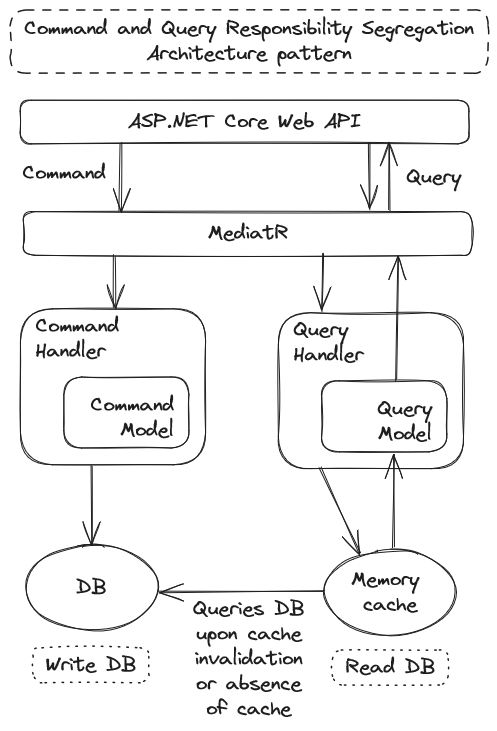 Command and Query Responsibility Segregation
Architecture pattern
ASP.NET Core Web API
Command
Query
MediatR
Command
Handler
Command
Model
Query
Handler
Query
Model
DB
Memory
cache
Queries DB
upon cache
invalidation
or absence
of cache
Write DB
Read DB